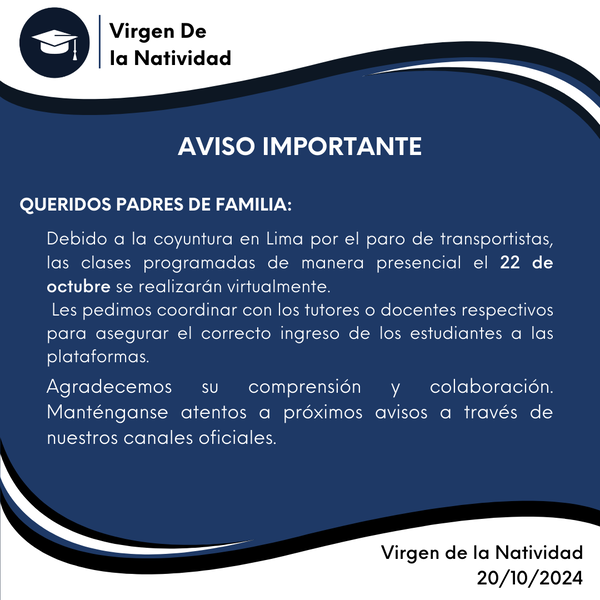 Virgen De
la Natividad
AVISO IMPORTANTE
QUERIDOS PADRES DE FAMILIA:
Debido a la coyuntura en Lima por el paro de transportistas,
las clases programadas de manera presencial el 22 de
octubre se realizarán virtualmente.
Les pedimos coordinar con los tutores o docentes respectivos
para asegurar el correcto ingreso de los estudiantes a las
plataformas.
Agradecemos su comprensión y colaboración.
Manténganse atentos a próximos avisos a través de
nuestros canales oficiales.
Virgen de la Natividad
20/10/2024